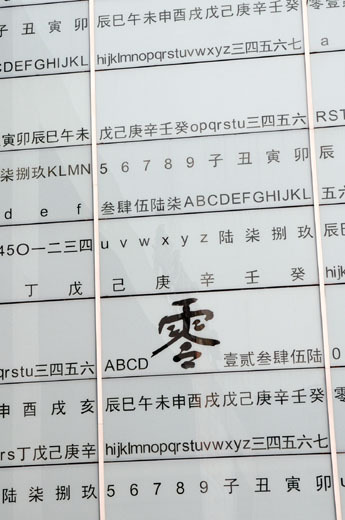 子丑寅卯 辰巳午未申酉戌戊己庚辛壬癸 零壹
CDEFGHIJKL hijklmnopqrstuvwxyz三四五六七 a
寅卯辰巳午未 戊己庚辛壬癸opqrstu三四五六 RST
柒捌玖KLMN 5 6 7 8 9 子 丑 寅 卯 辰
d e f 叁肆伍陆柒ABCDEFGHIJKL 五六
45O一二三四 u v w x y z 陆 柒 捌 玖 辰巳
丁 戊 己 庚 辛 壬 癸 hijk
零
qrstu三四五六 ABCD 壹贰叁肆伍陆 0
申 酉 戌 亥 辰巳午未申酉戌戊己庚辛壬癸 零
rs丁戊己庚辛 hijklmnopqrstuvwxyz三四五六七
陆 柒 捌 玖 5 6 7 8 9 子 丑 寅 卯 u